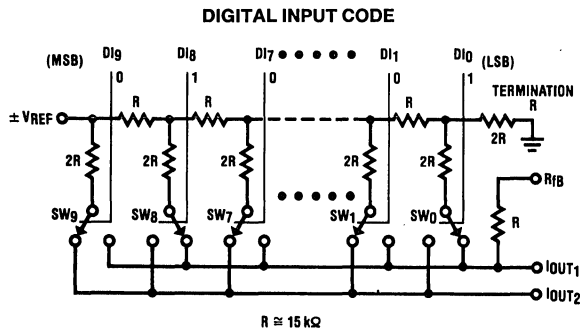 DIGITAL INPUT CODE
(MSB) DI9 DI8 DI7 DI1 DI0 (LSB)
0 1 0 0 1
TERMINATION
R R R R
± VREF
2R
2R 2R 2R 2R 2R
RfB
SW9 SW8 SW7 SW1 SW0
R
IOUT1
IOUT2
R ≅ 15 kΩ